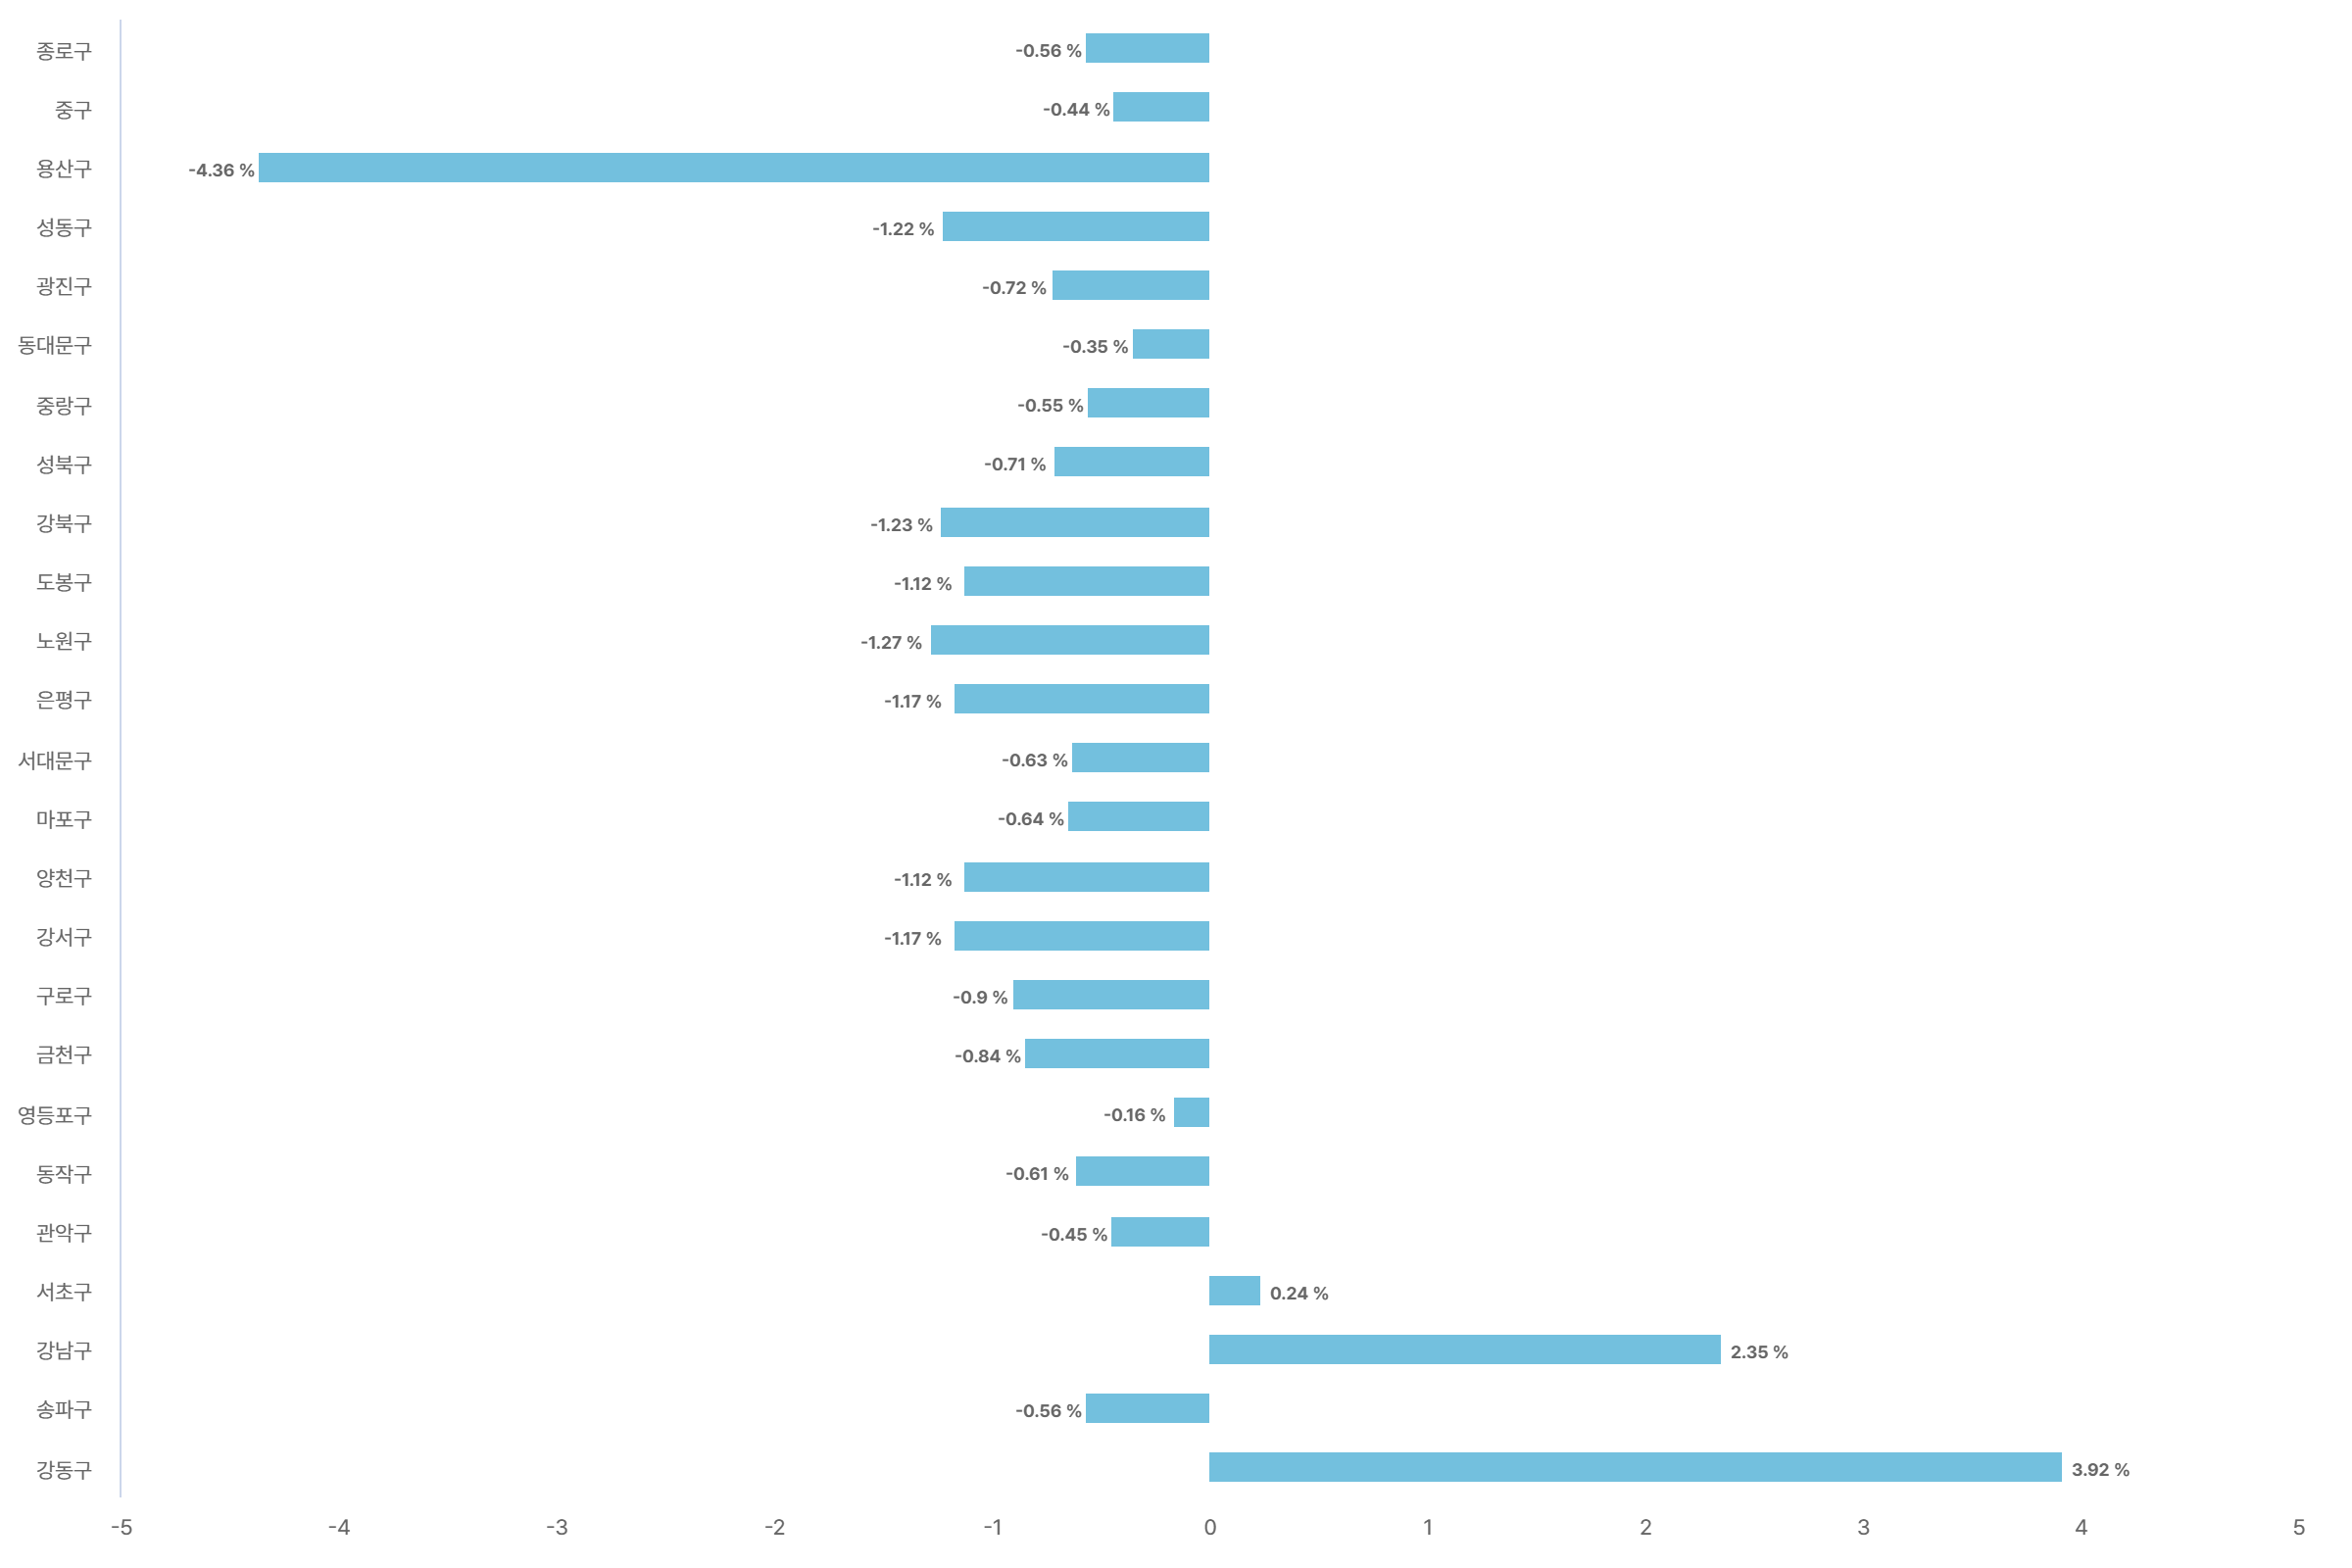 종로구 -0.56 %
중구 -0.44 %
용산구 -4.36 %
성동구 -1.22 %
광진구 -0.72 %
동대문구 -0.35 %
중랑구 -0.55 %
성북구 -0.71 %
강북구 -1.23 %
도봉구 -1.12 %
노원구 -1.27 %
은평구 -1.17 %
서대문구 -0.63 %
마포구 -0.64 %
양천구 -1.12 %
강서구 -1.17 %
구로구 -0.9 %
금천구 -0.84 %
영등포구 -0.16 %
동작구 -0.61 %
관악구 -0.45 %
서초구 0.24 %
강남구 2.35 %
송파구 -0.56 %
강동구 3.92 %
-5 -4 -3 -2 -1 0 1 2 3 4 5